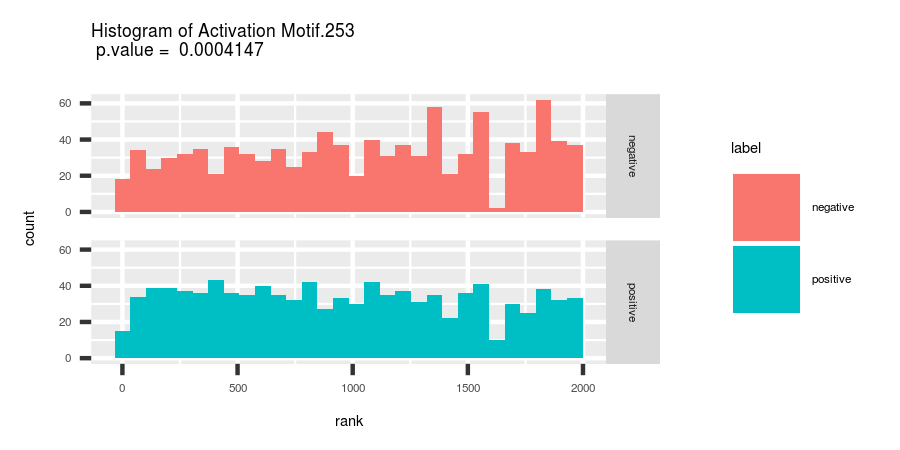 Histogram of Activation Motif.253
p.value =  0.0004147
count
60
40
20
0
negative
60
40
20
0
positive
0 500 1000 1500 2000
rank
label
negative
positive